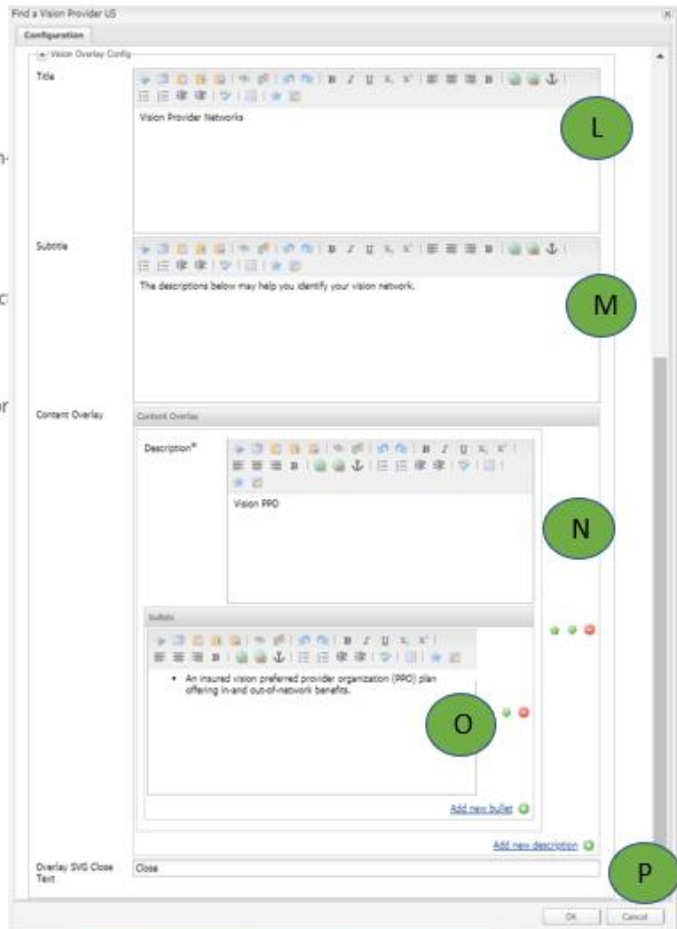 Find a Vision Provider US
Configuration
Vision Overlay Config
Title
Vision Provider Networks
L
Subtitle
The descriptions below may help you identify your vision network.
M
Content Overlay
Content Overlay
Description*
Vision PPO
N
Bullets
• An insured vision preferred provider organization (PPO) plan
offering in-and out-of-network benefits.
O
Add new bullet
Add new description
Overlay SVG Close
Text
Close
P
OK
Cancel